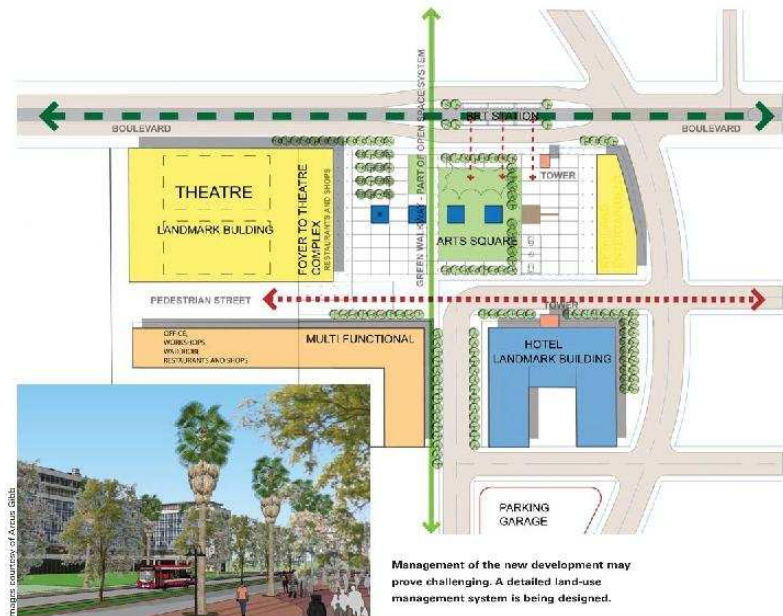 GREEN WALKWAY - PART OF OPEN SPACE SYSTEM
BRT STATION
BOULEVARD
BOULEVARD
THEATRE
LANDMARK BUILDING
FOYER TO THEATRE
COMPLEX
RESTAURANTS AND SHOPS
TOWER
ARTS SQUARE
PEDESTRIAN STREET
TOWER
OFFICE,
WORKSHOPS
WARDROBE
RESTAURANTS AND SHOPS
MULTI FUNCTIONAL
HOTEL
LANDMARK BUILDING
PARKING
GARAGE
Images courtesy of Arcus Gibb
Management of the new development may
prove challenging. A detailed land-use
management system is being designed.